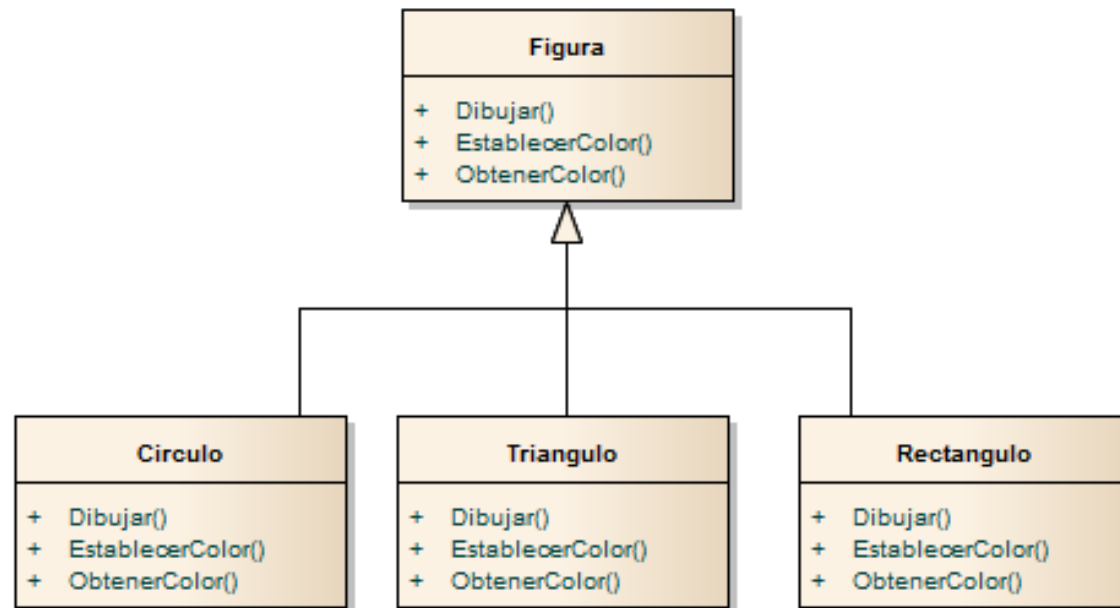 Figura
+ Dibujar()
+ EstablecerColor()
+ ObtenerColor()
Circulo
+ Dibujar()
+ EstablecerColor()
+ ObtenerColor()
Triangulo
+ Dibujar()
+ EstablecerColor()
+ ObtenerColor()
Rectangulo
+ Dibujar()
+ EstablecerColor()
+ ObtenerColor()